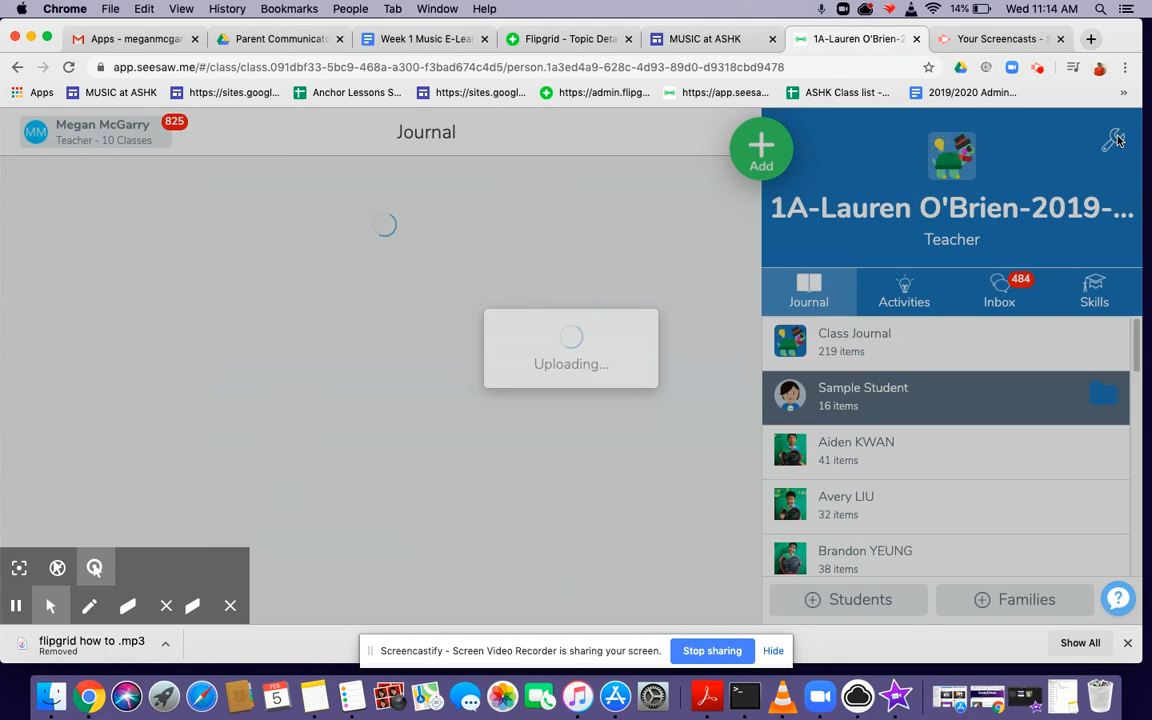 Chrome File Edit View History Bookmarks People Tab Window Help 14% Wed 11:14 AM
Apps - meganmcgar Parent Communicato Week 1 Music E-Lea Flipgrid - Topic Deta MUSIC at ASHK 1A-Lauren O'Brien-2 Your Screencasts - S
app.seesaw.me/#/class/class.091dbf33-5bc9-468a-a300-f3bad674c4d5/person.1a3ed4a9-628c-4d93-89d0-d9318cbd9478
Apps MUSIC at ASHK https://sites.googl... Anchor Lessons S... https://sites.googl... https://admin.flipg... https://app.seesa... ASHK Class list -... 2019/2020 Admin... »
MM Megan McGarry 825
Teacher - 10 Classes
Journal
Add
1A-Lauren O'Brien-2019-...
Teacher
Journal Activities Inbox 484 Skills
Class Journal
219 items
Sample Student
16 items
Aiden KWAN
41 items
Avery LIU
32 items
Brandon YEUNG
38 items
Uploading...
Students Families ?
flipgrid how to .mp3
Removed
Screencastify - Screen Video Recorder is sharing your screen. Stop sharing Hide
Show All
FEB
5